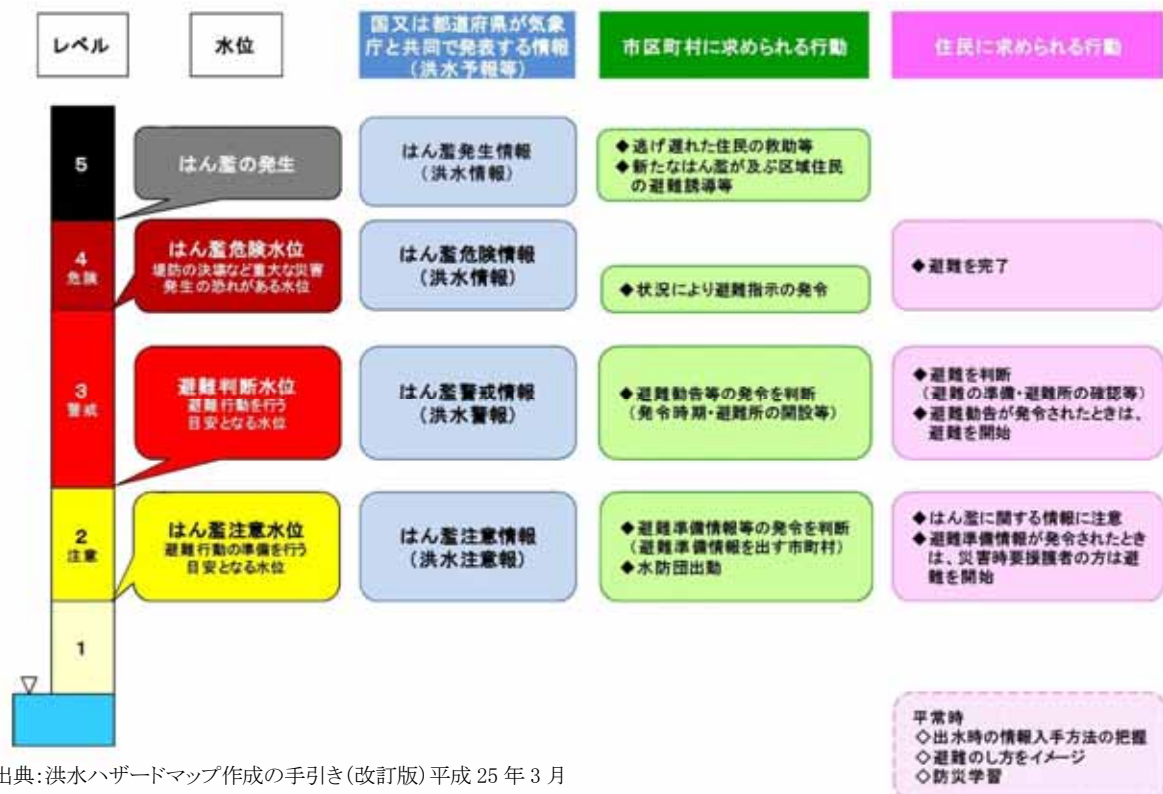 レベル
水位
国又は都道府県が気象
庁と共同で発表する情報
(洪水予報等)
市区町村に求められる行動
住民に求められる行動
5
はん濫の発生
はん濫発生情報
(洪水情報)
◆逃げ遅れた住民の救助等
◆新たなはん濫が及ぶ区域住民
の避難誘導等
4
危険
はん濫危険水位
堤防の決壊など重大な災害
発生の恐れがある水位
はん濫危険情報
(洪水情報)
◆状況により避難指示の発令
◆避難を完了
3
警戒
避難判断水位
避難行動を行う
目安となる水位
はん濫警戒情報
(洪水警報)
◆避難勧告等の発令を判断
(発令時期・避難所の開設等)
◆避難を判断
(避難の準備・避難所の確認等)
◆避難勧告が発令されたときは、
避難を開始
2
注意
はん濫注意水位
避難行動の準備を行う
目安となる水位
はん濫注意情報
(洪水注意報)
◆避難準備情報等の発令を判断
(避難準備情報を出す市町村)
◆水防団出動
◆はん濫に関する情報に注意
◆避難準備情報が発令されたとき
は、災害時要援護者の方は避
難を開始
1
平常時
◇出水時の情報入手方法の把握
◇避難のし方をイメージ
◇防災学習
出典:洪水ハザードマップ作成の手引き(改訂版)平成 25 年 3 月